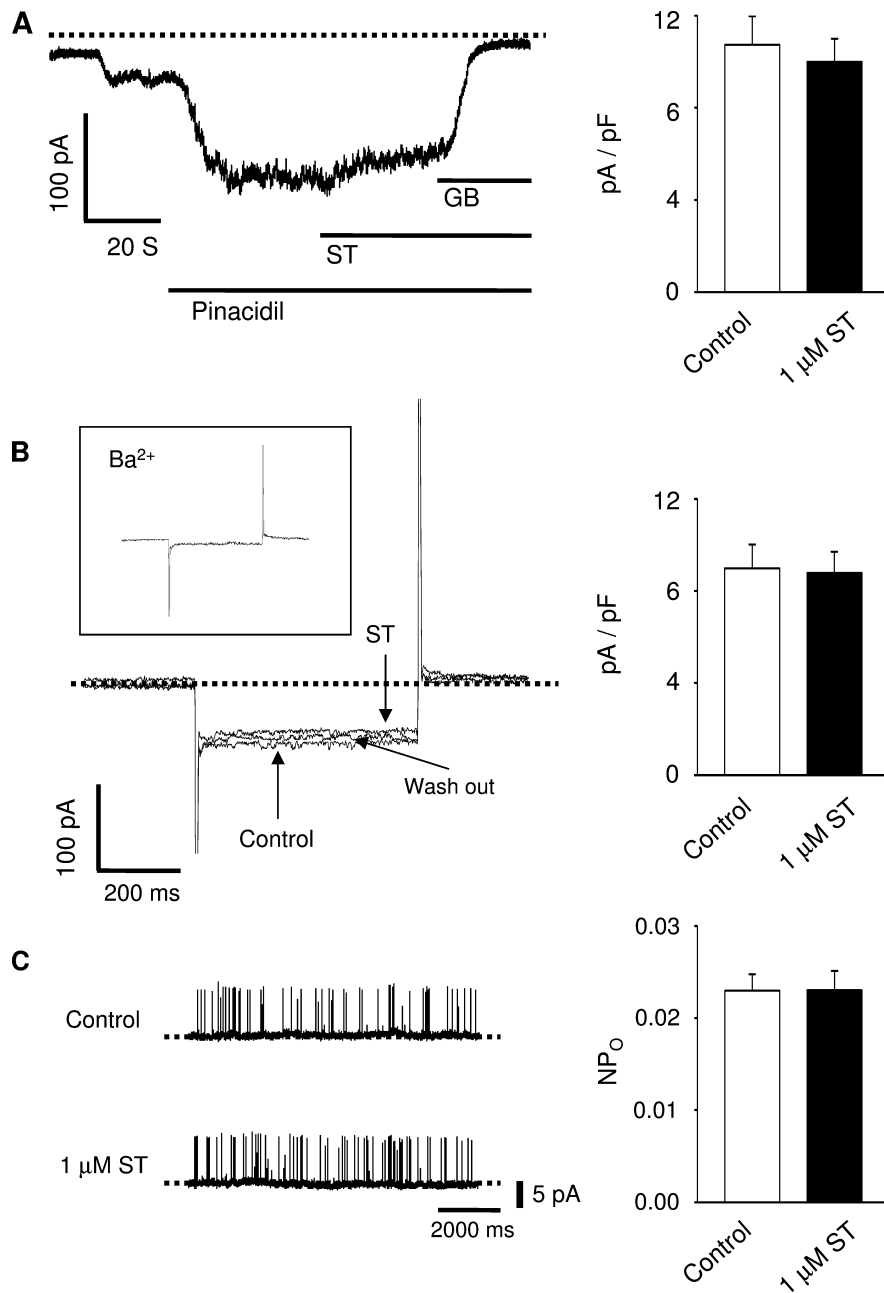 A
100 pA
20 S
GB
ST
Pinacidil
12
6
4
0
pA / pF
Control
1 μM ST
B
Ba2+
ST
Wash out
Control
100 pA
200 ms
12
6
4
0
pA / pF
Control
1 μM ST
C
Control
1 μM ST
5 pA
2000 ms
0.03
0.02
0.01
0.00
NPO
Control
1 μM ST